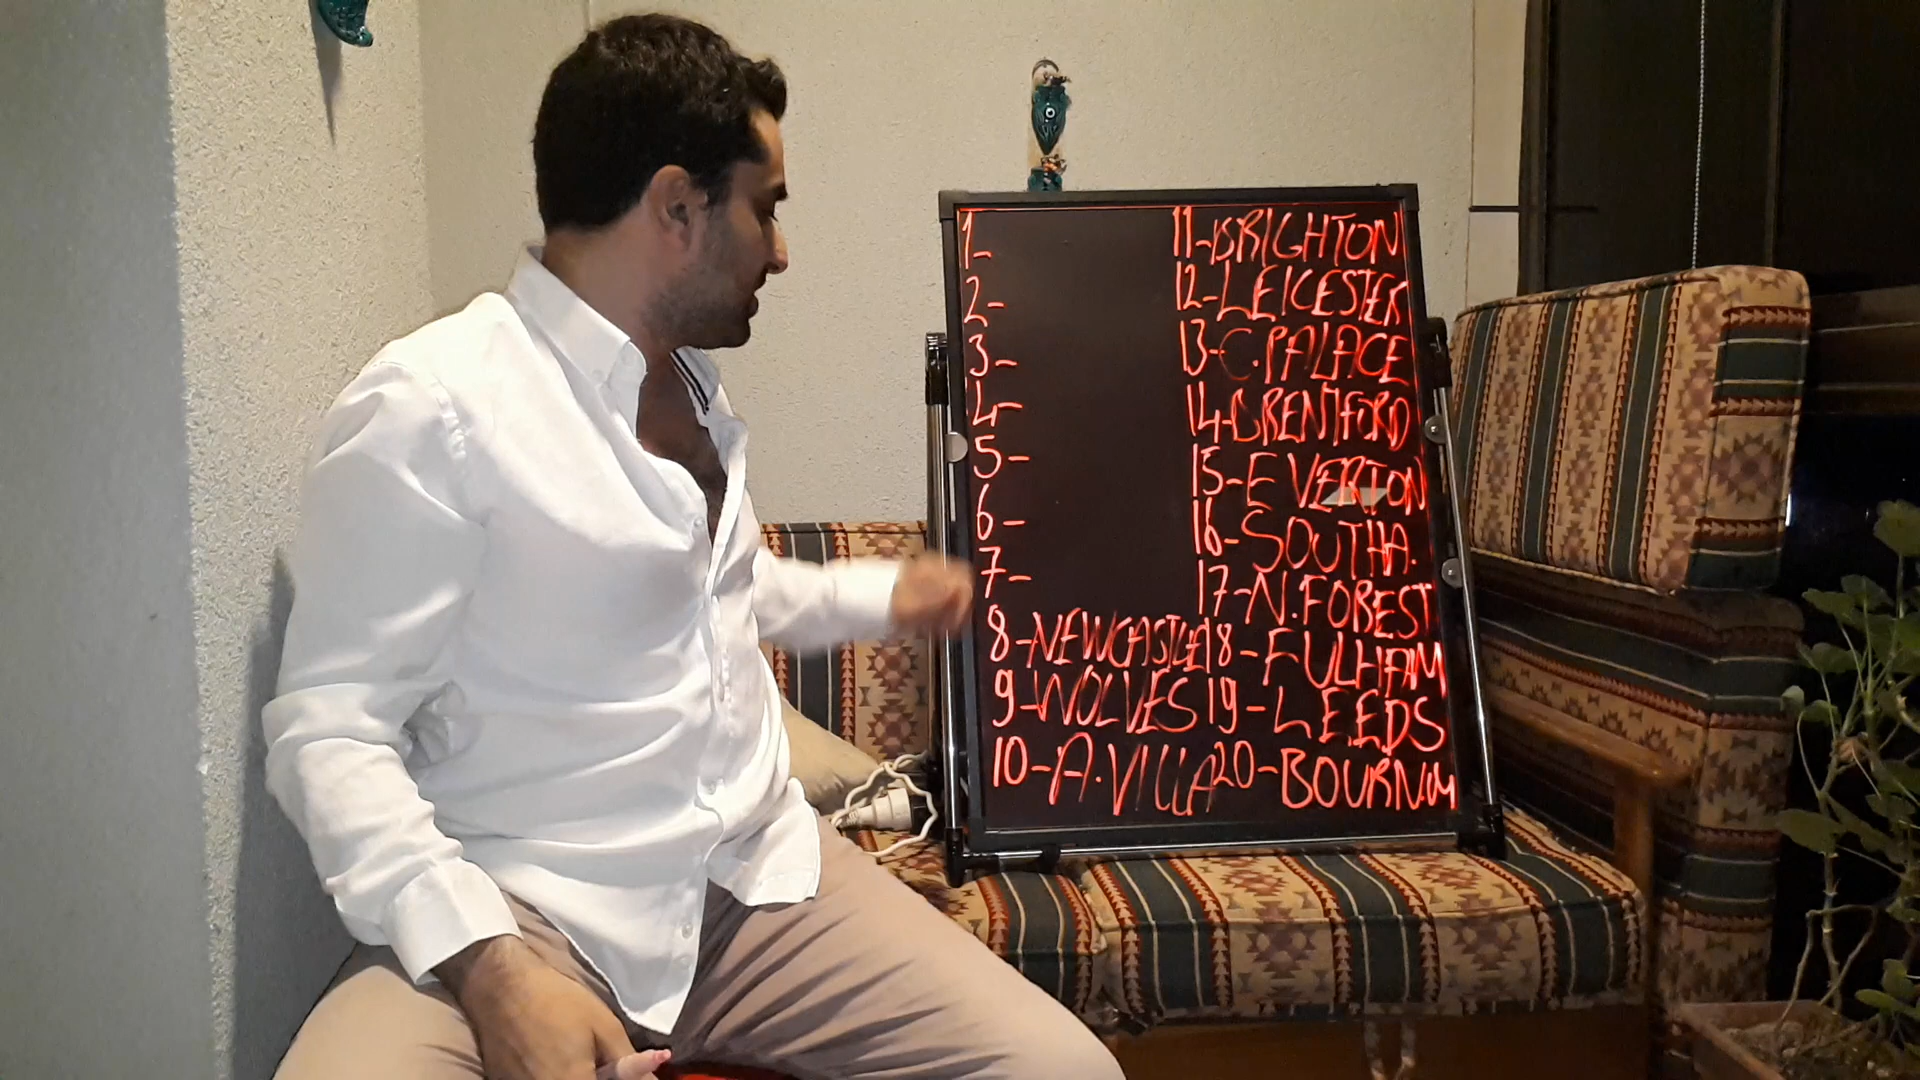 1-
2-
3-
4-
5-
6-
7-
8-NEWCASTLE
9-WOLVES
10-A.VILLA
11-BRIGHTON
12-LEICESTER
13-C.PALACE
14-BRENTFORD
15-EVERTON
16-SOUTHA.
17-N.FOREST
18-FULHAM
19-LEEDS
20-BOURN.M